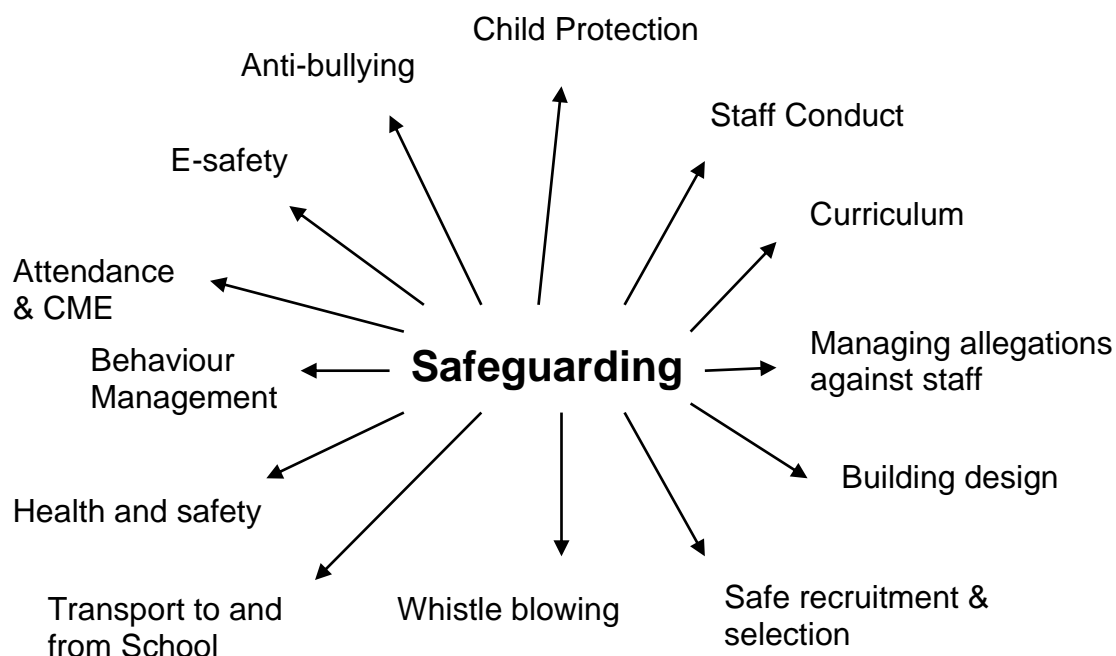 Child Protection
Anti-bullying
Staff Conduct
E-safety
Curriculum
Attendance
& CME
Managing allegations
against staff
Behaviour
Management
Safeguarding
Building design
Health and safety
Transport to and
from School
Whistle blowing
Safe recruitment &
selection